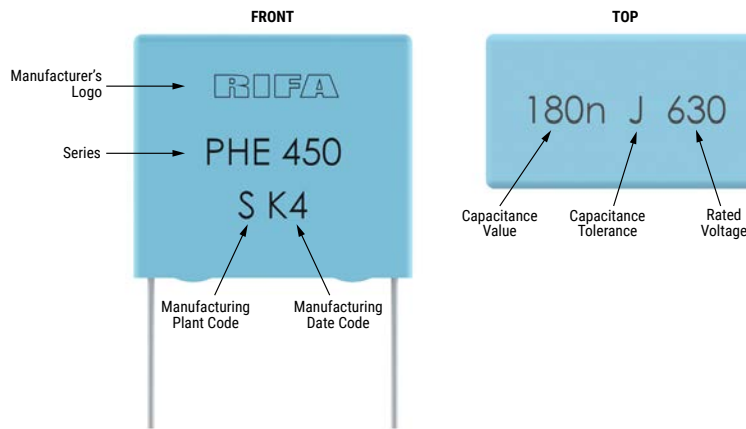 FRONT
Manufacturer's
Logo
RIFA
Series
PHE 450
S K4
Manufacturing
Plant Code
Manufacturing
Date Code
TOP
180n J 630
Capacitance
Value
Capacitance
Tolerance
Rated
Voltage